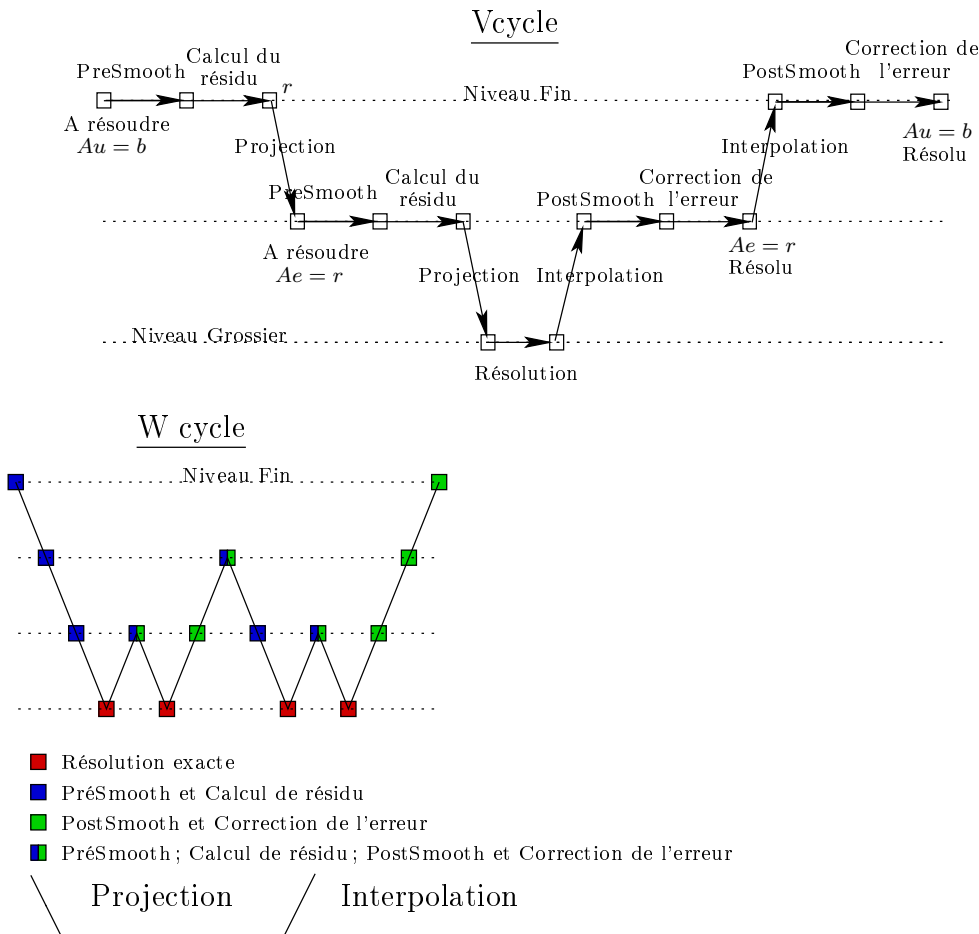 Vcycle
PreSmooth
Calcul du
résidu
r
Niveau Fin
PostSmooth
Correction de
l'erreur
A résoudre
Au = b
Projection
Interpolation
Au = b
Résolu
PreSmooth
Calcul du
résidu
PostSmooth
Correction de
l'erreur
A résoudre
Ae = r
Projection
Interpolation
Ae = r
Résolu
Niveau Grossier
Résolution
W cycle
Niveau Fin
Résolution exacte
PréSmooth et Calcul de résidu
PostSmooth et Correction de l'erreur
PréSmooth ; Calcul de résidu ; PostSmooth et Correction de l'erreur
Projection
Interpolation